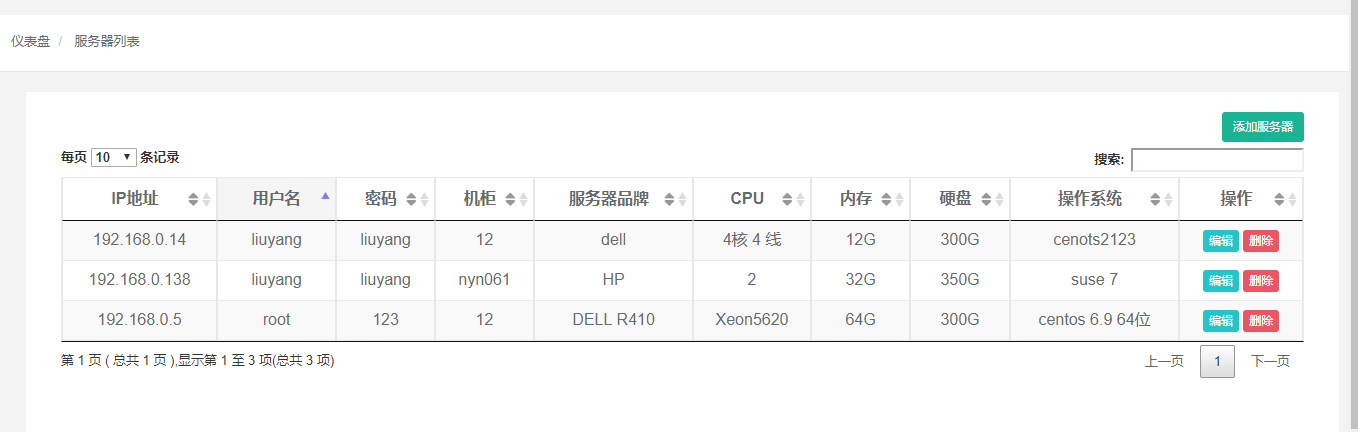 仪表盘 / 服务器列表
添加服务器
每页 10 条记录 搜索:
IP地址 用户名 密码 机柜 服务器品牌 CPU 内存 硬盘 操作系统 操作
192.168.0.14 liuyang liuyang 12 dell 4核 4 线 12G 300G cenots2123 编辑 删除
192.168.0.138 liuyang liuyang nyn061 HP 2 32G 350G suse 7 编辑 删除
192.168.0.5 root 123 12 DELL R410 Xeon5620 64G 300G centos 6.9 64位 编辑 删除
第 1 页 ( 总共 1 页 ),显示第 1 至 3 项(总共 3 项) 上一页 1 下一页